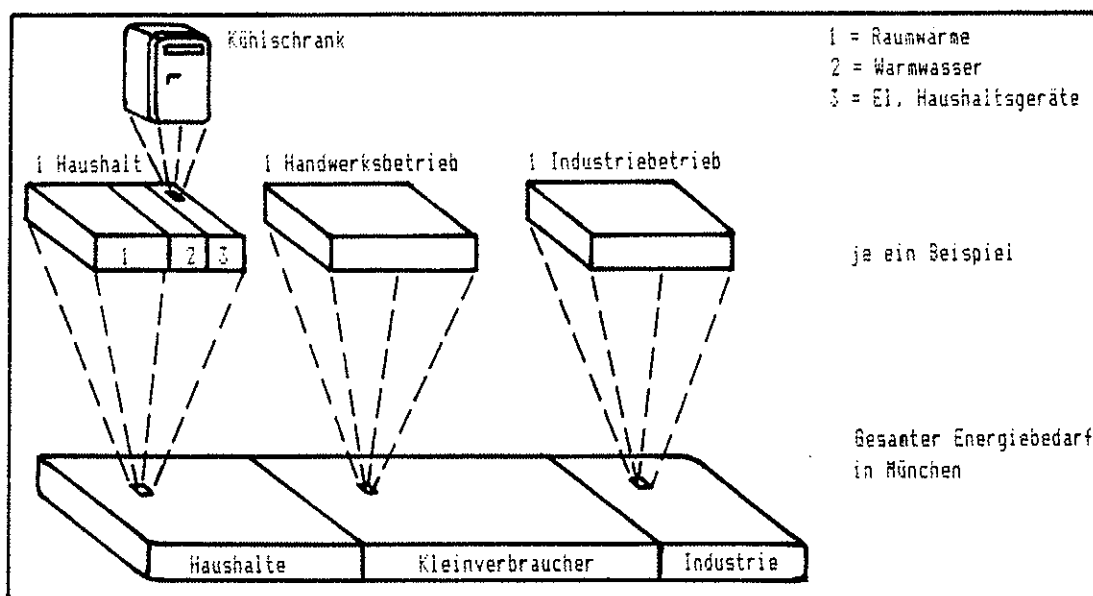 Kühlschrank
1 = Raumwärme
2 = Warmwasser
3 = El. Haushaltsgeräte
1 Haushalt
1 Handwerksbetrieb
1 Industriebetrieb
1
2
3
je ein Beispiel
Gesamter Energiebedarf
in München
Haushalte
Kleinverbraucher
Industrie